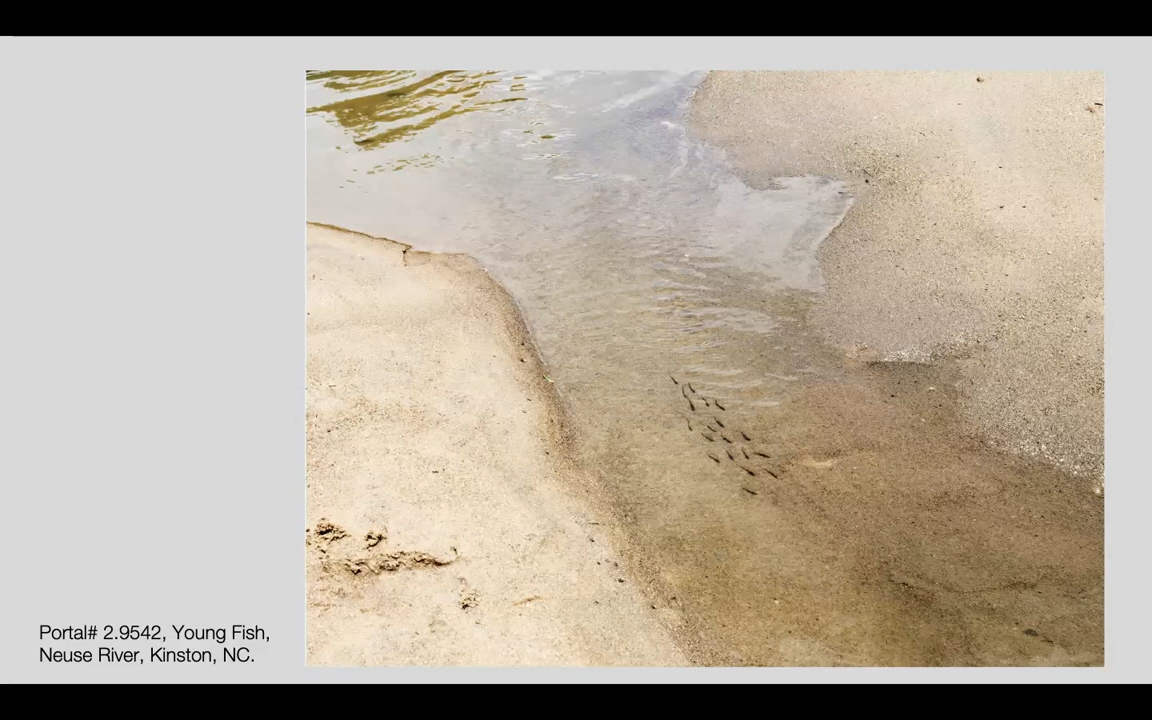 Portal# 2.9542, Young Fish,
Neuse River, Kinston, NC.